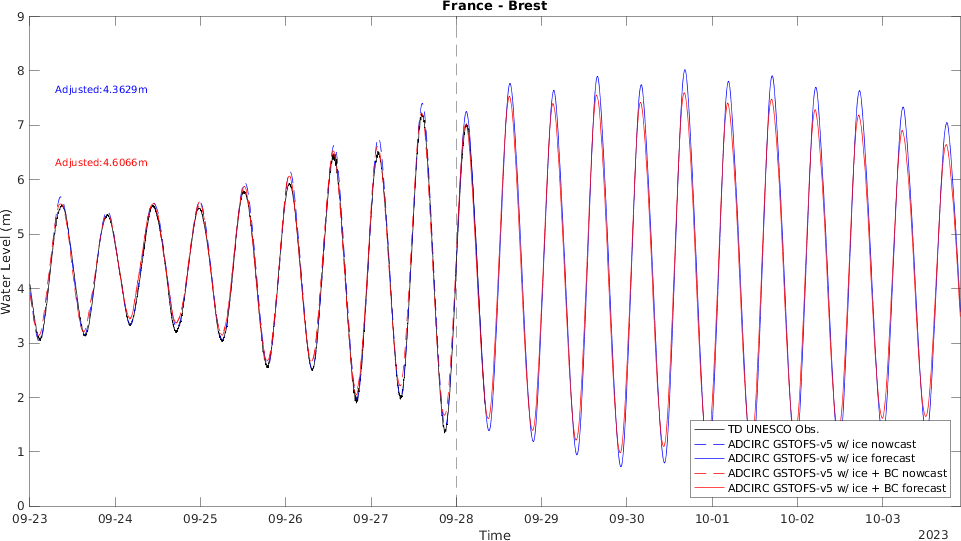 France - Brest
9
8
7
6
5
4
3
2
1
0
Water Level (m)
Adjusted:4.3629m
Adjusted:4.6066m
TD UNESCO Obs.
ADCIRC GSTOFS-v5 w/ ice nowcast
ADCIRC GSTOFS-v5 w/ ice forecast
ADCIRC GSTOFS-v5 w/ ice + BC nowcast
ADCIRC GSTOFS-v5 w/ ice + BC forecast
09-23 09-24 09-25 09-26 09-27 09-28 09-29 09-30 10-01 10-02 10-03
Time
2023